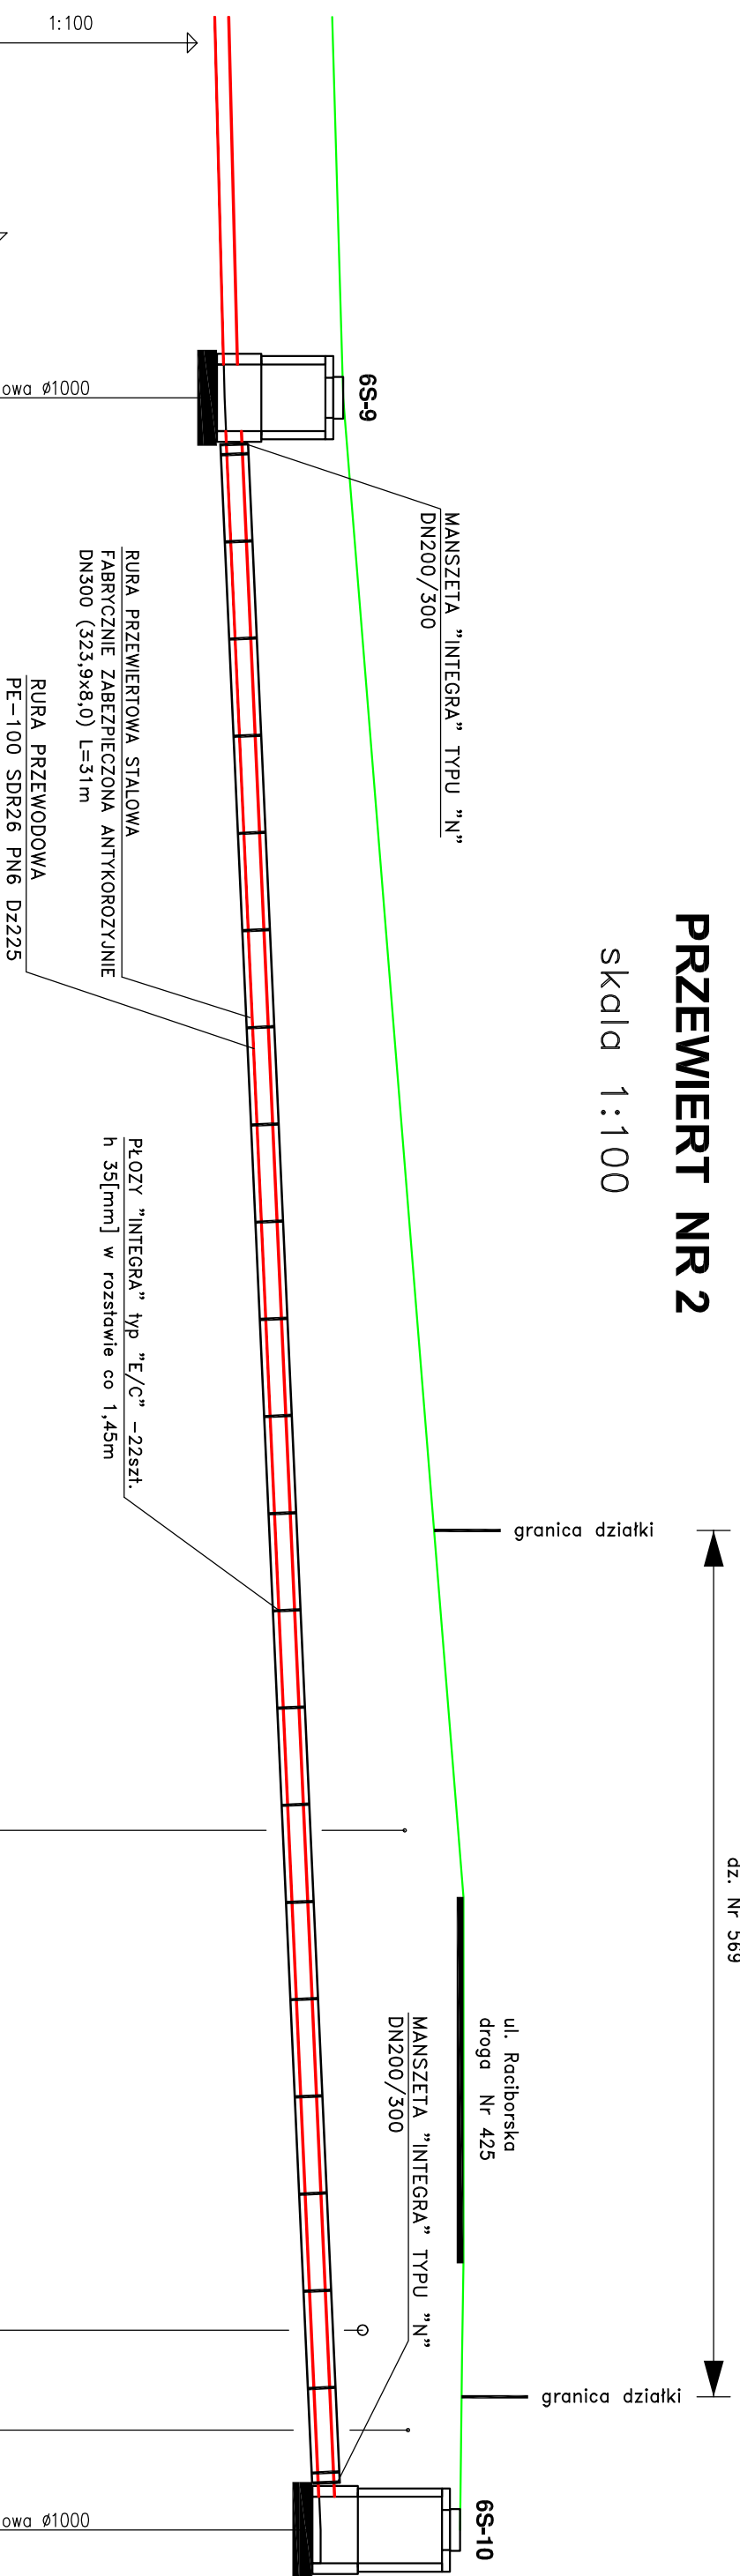 PRZEWIERT NR 2
skala 1:100
dz. Nr 569
granica działki
granica działki
ul. Raciborska
droga Nr 425
6S-9
6S-10
MANSZETA "INTEGRA" TYPU "N"
DN200/300
MANSZETA "INTEGRA" TYPU "N"
DN200/300
RURA PRZEWIERTOWA STALOWA
FABRYCZNIE ZABEZPIECZONA ANTYKOROZYJNIE
DN300 (323,9x8,0) L=31m
RURA PRZEWODOWA
PE-100 SDR26 PN6 Dz225
PŁOZY "INTEGRA" typ "E/C" -22szt.
h 35[mm] w rozstawie co 1,45m
1:100
owa Ø1000
owa Ø1000